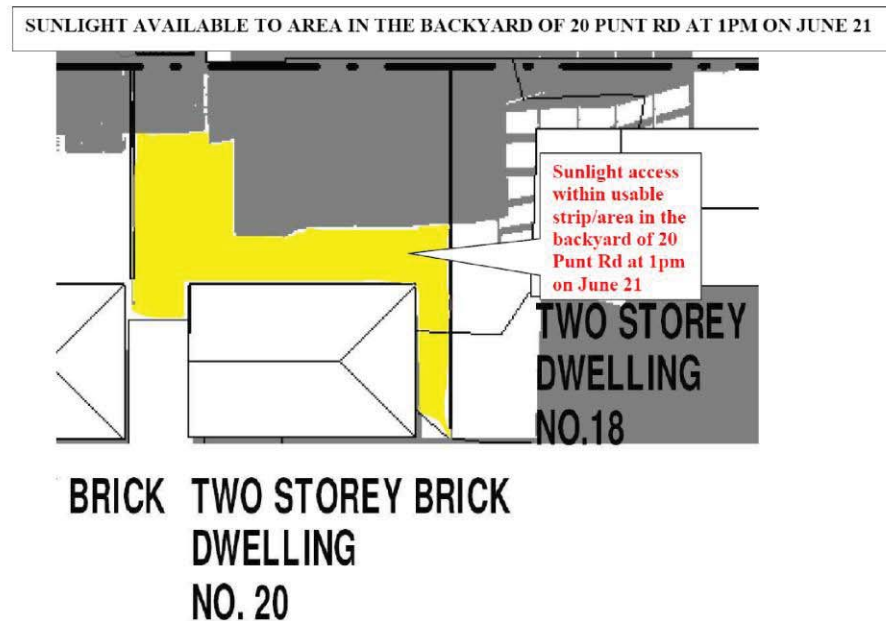 SUNLIGHT AVAILABLE TO AREA IN THE BACKYARD OF 20 PUNT RD AT 1PM ON JUNE 21
Sunlight access
within usable
strip/area in the
backyard of 20
Punt Rd at 1pm
on June 21
TWO STOREY
DWELLING
NO.18
BRICK TWO STOREY BRICK
DWELLING
NO. 20